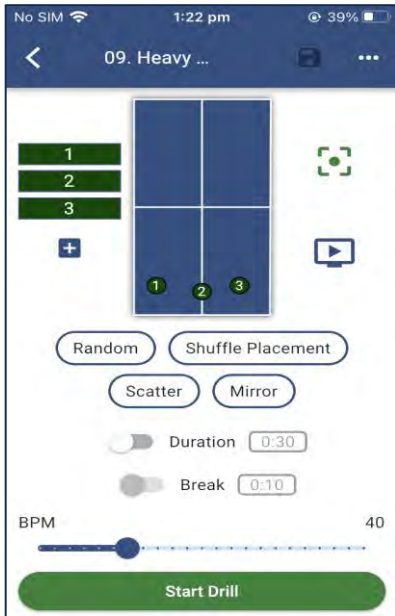 No SIM 1:22 pm 39%
09. Heavy ...
1
2
3
1 2 3
Random Shuffle Placement
Scatter Mirror
Duration 0:30
Break 0:10
BPM 40
Start Drill